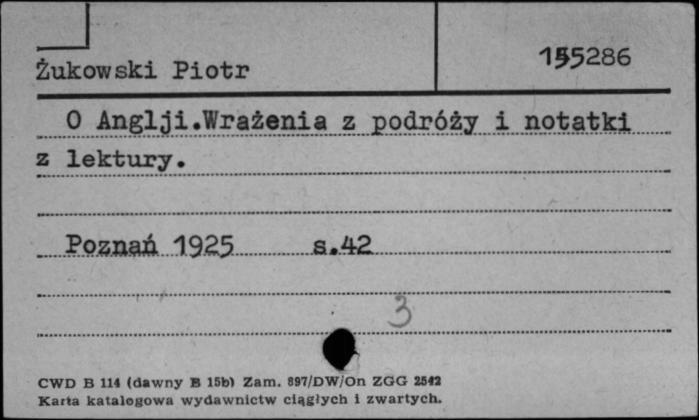 Żukowski Piotr
155286
O Anglji.Wrażenia z podróży i notatki
z lektury.
Poznań 1925 s.42
3
CWD B 114 (dawny B 15b) Zam. 897/DW/On ZGG 2542
Karta katalogowa wydawnictw ciągłych i zwartych.